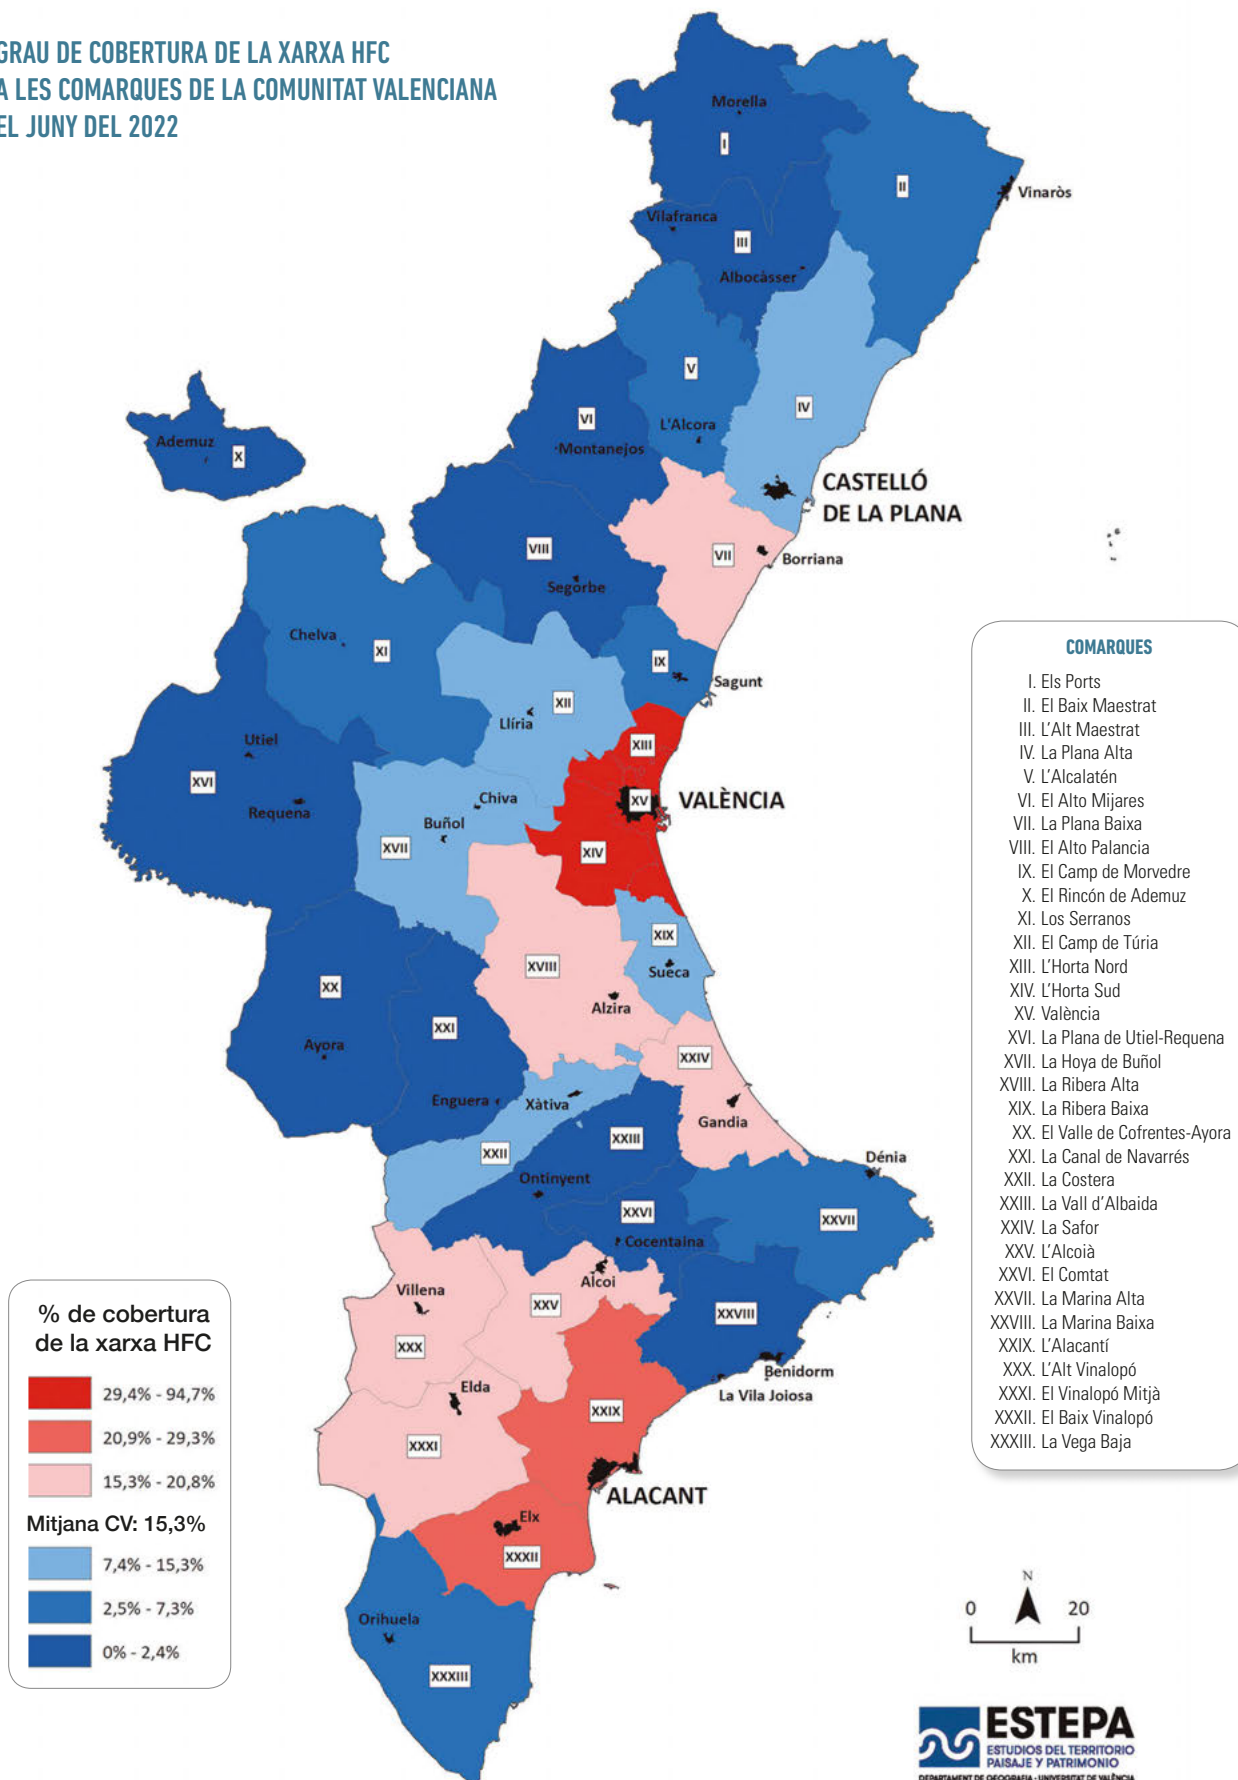 GRAU DE COBERTURA DE LA XARXA HFC
A LES COMARQUES DE LA COMUNITAT VALENCIANA
EL JUNY DEL 2022
Morella
I
II
Vinaròs
Vilafranca
III
Albocàsser
V
IV
L'Alcora
VI
Montanejos
Ademuz
X
CASTELLÓ
DE LA PLANA
VIII
Segorbe
VII
Borriana
Chelva
XI
IX
Sagunt
XII
Llíria
XIII
Utiel
XVI
Requena
Chiva
Buñol
XVII
XV
VALÈNCIA
XIV
XIX
Sueca
XVIII
Alzira
XX
Ayora
XXI
XXIV
Gandia
Enguera
Xàtiva
XXII
XXIII
Ontinyent
Dénia
XXVI
Cocentaina
XXVII
Villena
XXX
Alcoi
XXV
XXVIII
Benidorm
La Vila Joiosa
Elda
XXXI
XXIX
ALACANT
Elx
XXXII
Orihuela
XXXIII
COMARQUES
I. Els Ports
II. El Baix Maestrat
III. L'Alt Maestrat
IV. La Plana Alta
V. L'Alcalatén
VI. El Alto Mijares
VII. La Plana Baixa
VIII. El Alto Palancia
IX. El Camp de Morvedre
X. El Rincón de Ademuz
XI. Los Serranos
XII. El Camp de Túria
XIII. L'Horta Nord
XIV. L'Horta Sud
XV. València
XVI. La Plana de Utiel-Requena
XVII. La Hoya de Buñol
XVIII. La Ribera Alta
XIX. La Ribera Baixa
XX. El Valle de Cofrentes-Ayora
XXI. La Canal de Navarrés
XXII. La Costera
XXIII. La Vall d'Albaida
XXIV. La Safor
XXV. L'Alcoià
XXVI. El Comtat
XXVII. La Marina Alta
XXVIII. La Marina Baixa
XXIX. L'Alacantí
XXX. L'Alt Vinalopó
XXXI. El Vinalopó Mitjà
XXXII. El Baix Vinalopó
XXXIII. La Vega Baja
% de cobertura
de la xarxa HFC
29,4% - 94,7%
20,9% - 29,3%
15,3% - 20,8%
Mitjana CV: 15,3%
7,4% - 15,3%
2,5% - 7,3%
0% - 2,4%
N
0 20
km
ESTEPA
ESTUDIOS DEL TERRITORIO
PAISAJE Y PATRIMONIO
DEPARTAMENT DE GEOGRAFIA - UNIVERSITAT DE VALÈNCIA